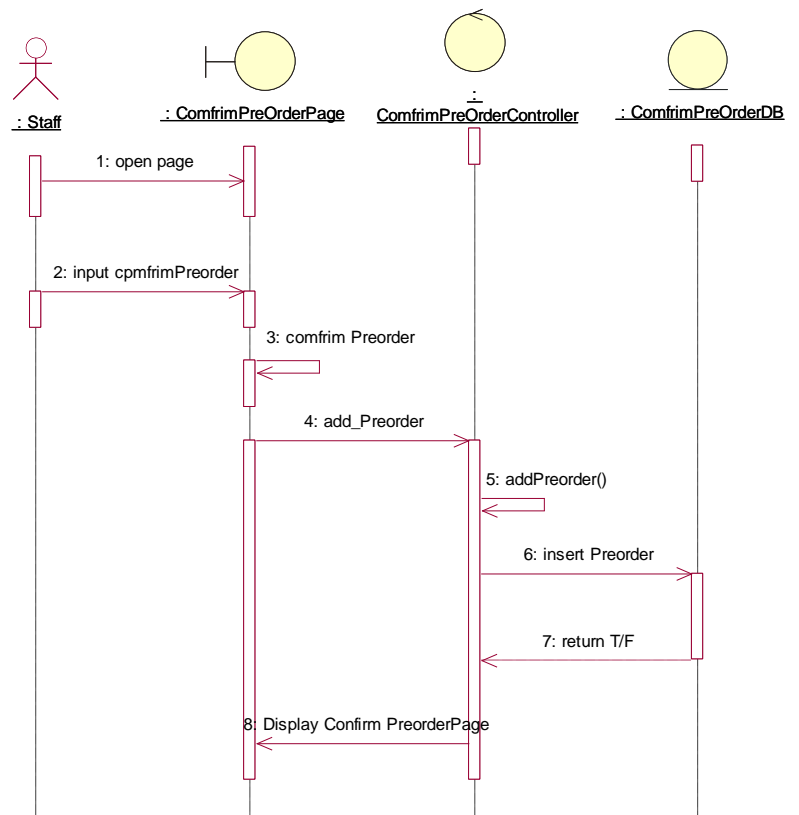 : Staff
: ComfrimPreOrderPage
:
ComfrimPreOrderController
: ComfrimPreOrderDB
1: open page
2: input cpmfrimPreorder
3: comfrim Preorder
4: add_Preorder
5: addPreorder()
6: insert Preorder
7: return T/F
8: Display Confirm PreorderPage